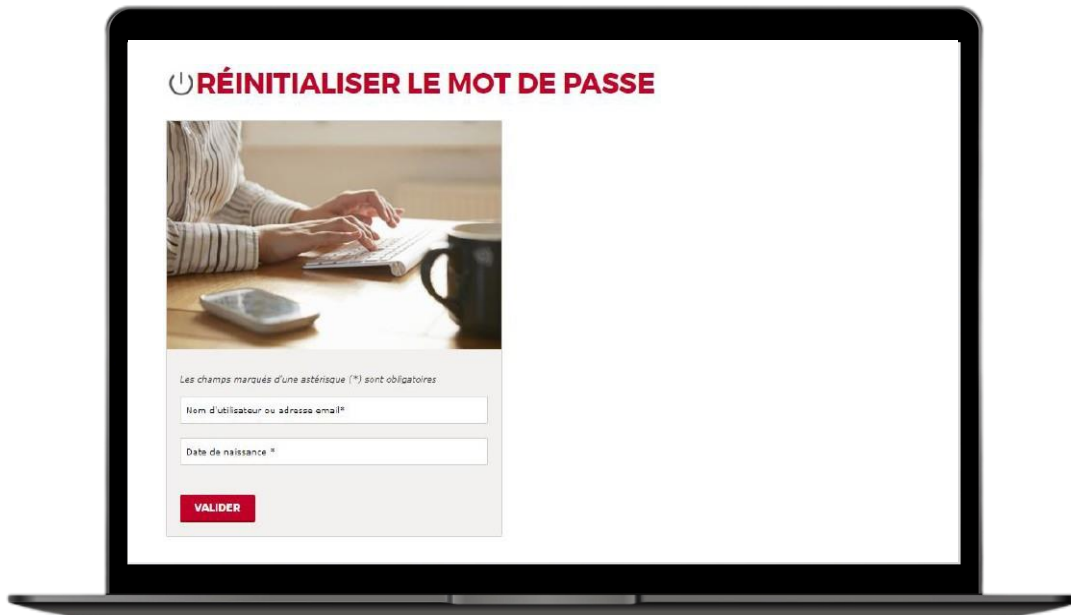 RÉINITIALISER LE MOT DE PASSE
Les champs marqués d'une astérisque (*) sont obligatoires
Nom d'utilisateur ou adresse email*
Date de naissance *
VALIDER